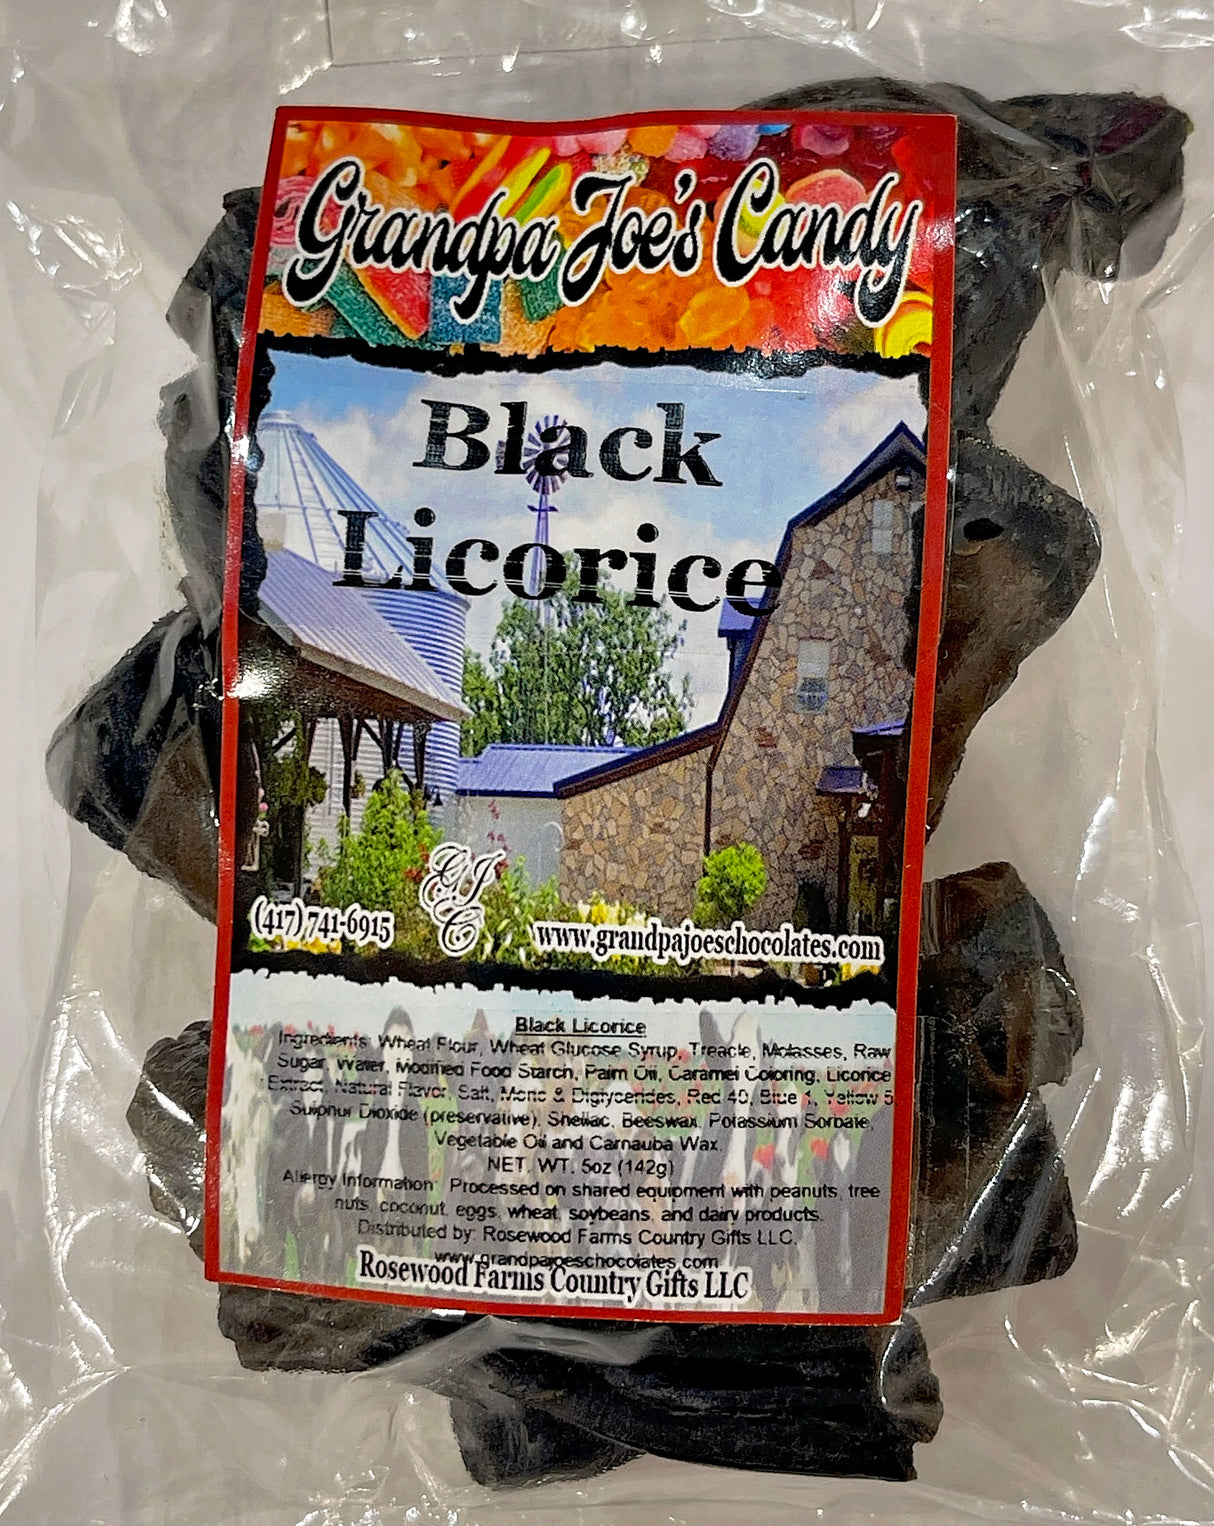 Grandpa Joe's Candy
Black
Licorice
GJC
(417) 741-6915
www.grandpajoeschocolates.com
Black Licorice
Ingredients: Wheat Flour, Wheat Glucose Syrup, Treacle, Molasses, Raw
Sugar, Water, Modified Food Starch, Palm Oil, Caramel Coloring, Licorice
Extract, Natural Flavor, Salt, Mono & Diglycerides, Red 40, Blue 1, Yellow 5
Sulphur Dioxide (preservative), Shellac, Beeswax, Potassium Sorbate,
Vegetable Oil and Carnauba Wax.
NET. WT. 5oz (142g)
Allergy Information: Processed on shared equipment with peanuts, tree
nuts, coconut, eggs, wheat, soybeans, and dairy products.
Distributed by: Rosewood Farms Country Gifts LLC.
www.grandpajoeschocolates.com
Rosewood Farms Country Gifts LLC